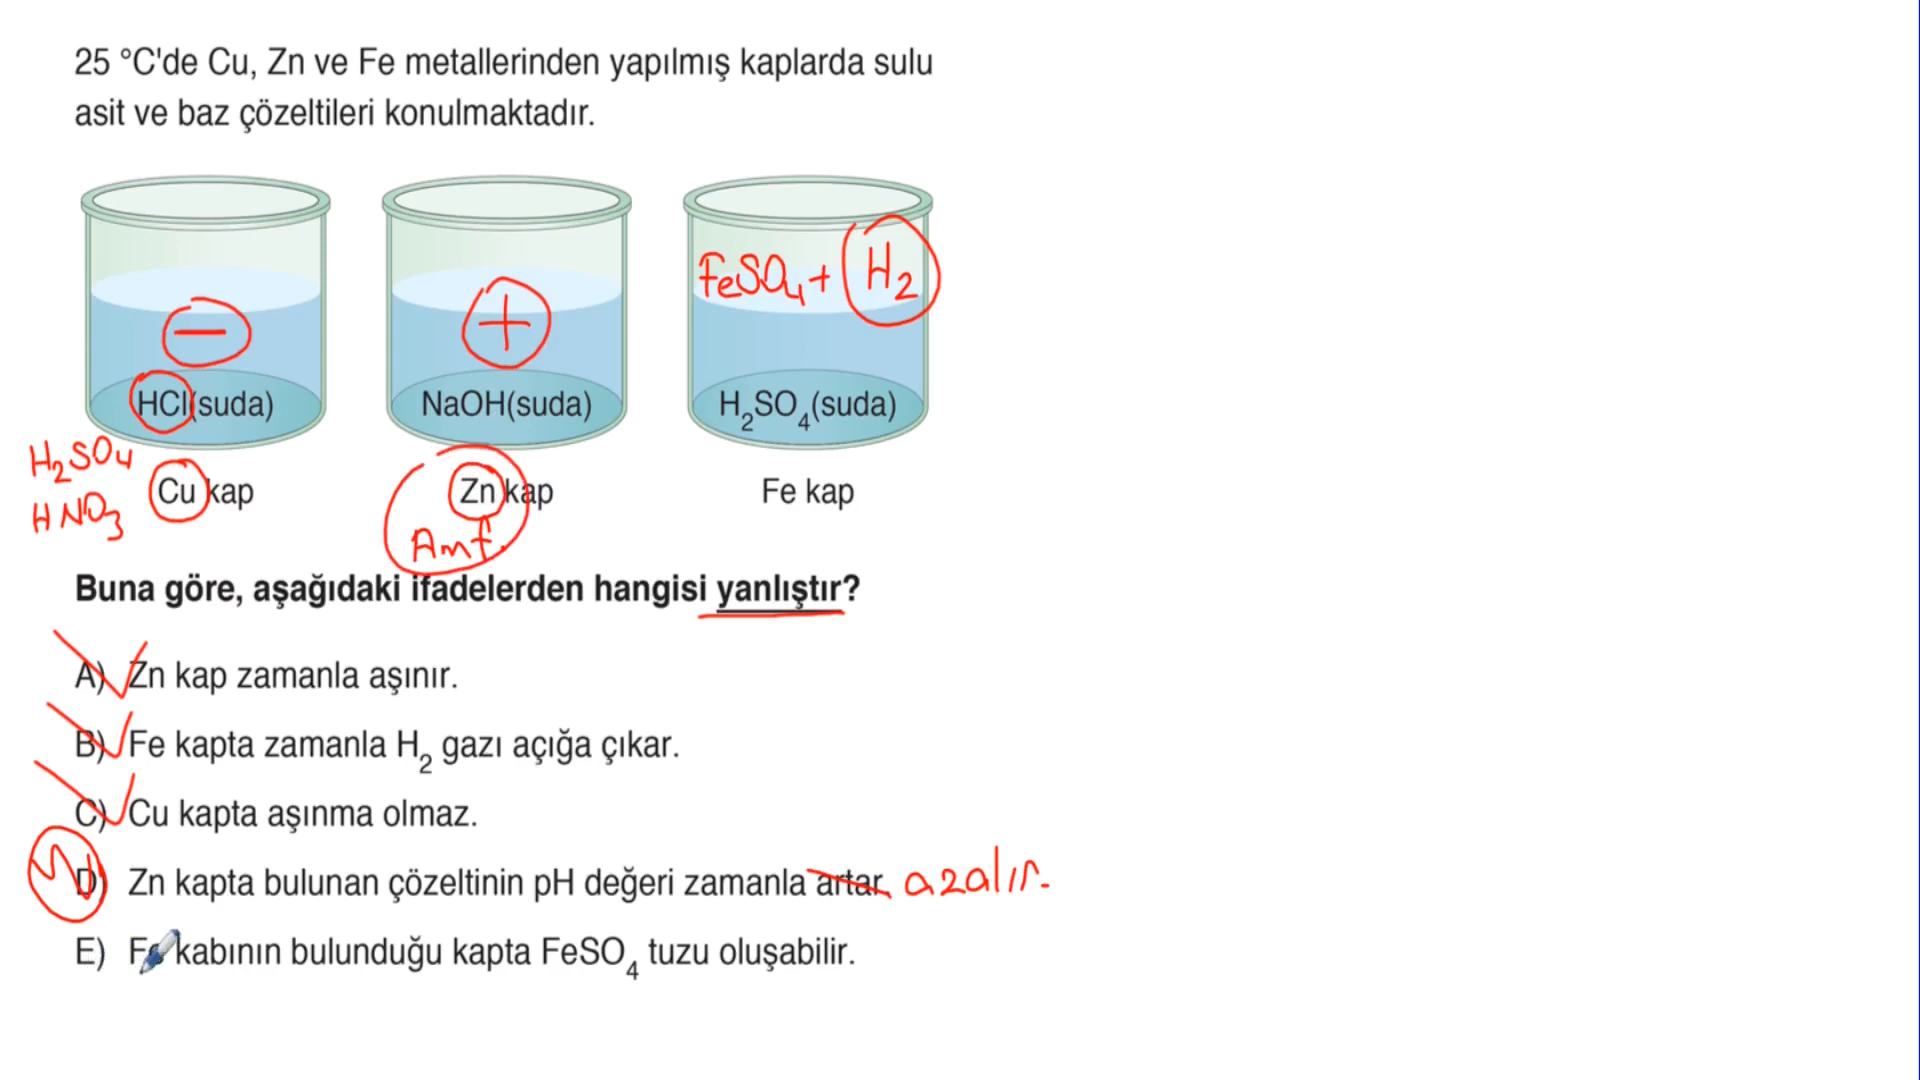 25 °C'de Cu, Zn ve Fe metallerinden yapılmış kaplarda sulu
asit ve baz çözeltileri konulmaktadır.
FeSO4 + H2
− +
HCl(suda) NaOH(suda) H2SO4(suda)
H2SO4
HNO3
Cu kap Zn kap Fe kap
Amf.
Buna göre, aşağıdaki ifadelerden hangisi yanlıştır?
A) Zn kap zamanla aşınır.
B) Fe kapta zamanla H2 gazı açığa çıkar.
C) Cu kapta aşınma olmaz.
D) Zn kapta bulunan çözeltinin pH değeri zamanla artar. azalır.
E) Fe kabının bulunduğu kapta FeSO4 tuzu oluşabilir.